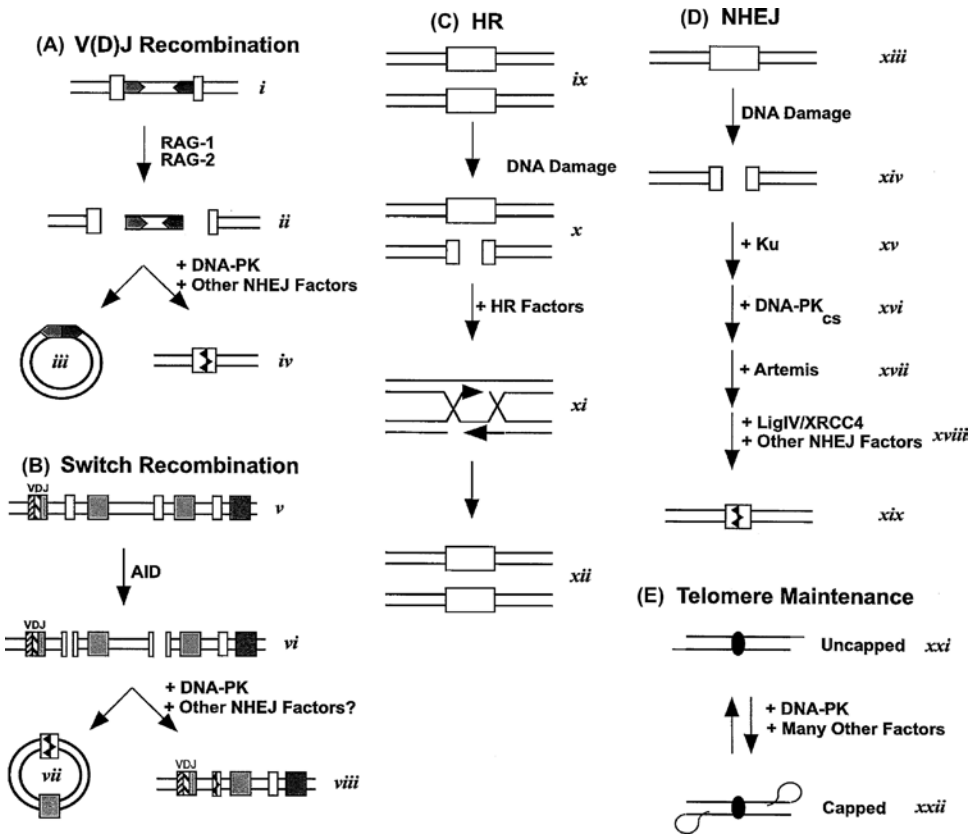 (A) V(D)J Recombination
i
RAG-1
RAG-2
ii
+ DNA-PK
+ Other NHEJ Factors
iii
iv
(B) Switch Recombination
VDJ
v
AID
VDJ
vi
+ DNA-PK
+ Other NHEJ Factors?
vii
VDJ
viii
(C) HR
ix
DNA Damage
x
+ HR Factors
xi
xii
(D) NHEJ
xiii
DNA Damage
xiv
+ Ku xv
+ DNA-PKCS xvi
+ Artemis xvii
+ LigIV/XRCC4
+ Other NHEJ Factors xviii
xix
(E) Telomere Maintenance
Uncapped xxi
+ DNA-PK
+ Many Other Factors
Capped xxii